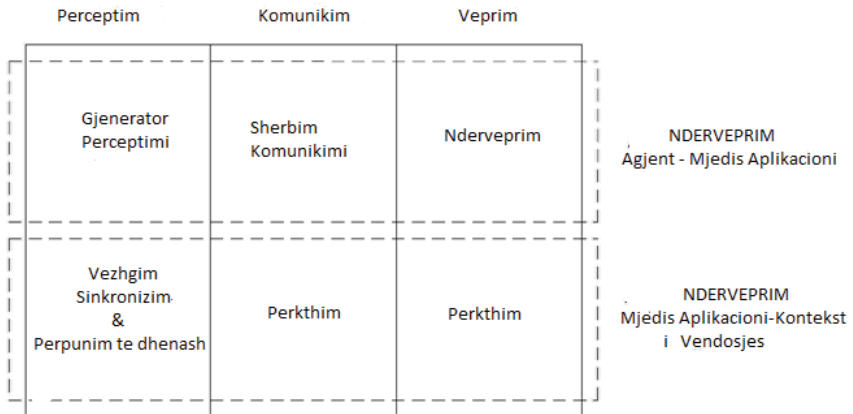 Perceptim Komunikim Veprim
Gjenerator
Perceptimi
Sherbim
Komunikimi
Nderveprim
NDERVEPRIM
Agjent - Mjedis Aplikacioni
Vezhgim
Sinkronizim
&
Perpunim te dhenash
Perkthim
Perkthim
NDERVEPRIM
Mjedis Aplikacioni-Kontekst
i Vendosjes